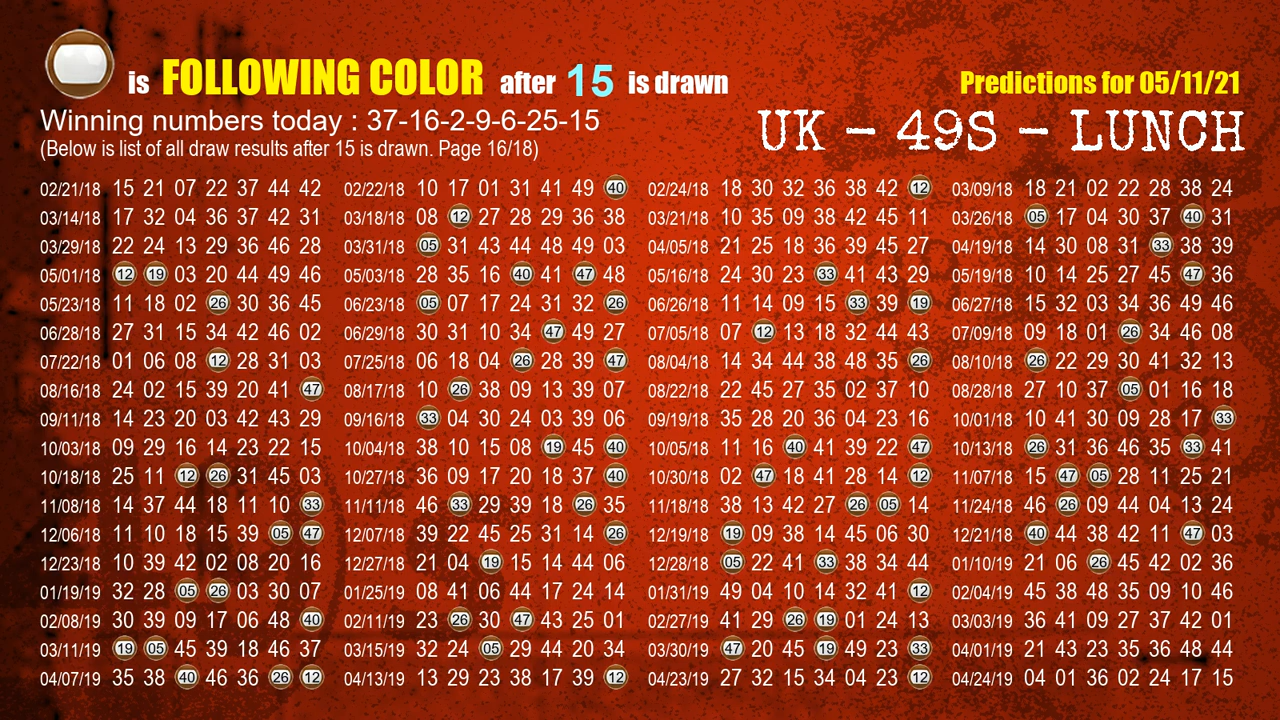 is FOLLOWING COLOR after 15 is drawn
Predictions for 05/11/21
Winning numbers today : 37-16-2-9-6-25-15
UK - 49S - LUNCH
(Below is list of all draw results after 15 is drawn. Page 16/18)
02/21/18 15 21 07 22 37 44 42 02/22/18 10 17 01 31 41 49 40 02/24/18 18 30 32 36 38 42 12 03/09/18 18 21 02 22 28 38 24
03/14/18 17 32 04 36 37 42 31 03/18/18 08 12 27 28 29 36 38 03/21/18 10 35 09 38 42 45 11 03/26/18 05 17 04 30 37 40 31
03/29/18 22 24 13 29 36 46 28 03/31/18 05 31 43 44 48 49 03 04/05/18 21 25 18 36 39 45 27 04/19/18 14 30 08 31 33 38 39
05/01/18 12 19 03 20 44 49 46 05/03/18 28 35 16 40 41 47 48 05/16/18 24 30 23 33 41 43 29 05/19/18 10 14 25 27 45 47 36
05/23/18 11 18 02 26 30 36 45 06/23/18 05 07 17 24 31 32 26 06/26/18 11 14 09 15 33 39 19 06/27/18 15 32 03 34 36 49 46
06/28/18 27 31 15 34 42 46 02 06/29/18 30 31 10 34 47 49 27 07/05/18 07 12 13 18 32 44 43 07/09/18 09 18 01 26 34 46 08
07/22/18 01 06 08 12 28 31 03 07/25/18 06 18 04 26 28 39 47 08/04/18 14 34 44 38 48 35 26 08/10/18 26 22 29 30 41 32 13
08/16/18 24 02 15 39 20 41 47 08/17/18 10 26 38 09 13 39 07 08/22/18 22 45 27 35 02 37 10 08/28/18 27 10 37 05 01 16 18
09/11/18 14 23 20 03 42 43 29 09/16/18 33 04 30 24 03 39 06 09/19/18 35 28 20 36 04 23 16 10/01/18 10 41 30 09 28 17 33
10/03/18 09 29 16 14 23 22 15 10/04/18 38 10 15 08 19 45 40 10/05/18 11 16 40 41 39 22 47 10/13/18 26 31 36 46 35 33 41
10/18/18 25 11 12 26 31 45 03 10/27/18 36 09 17 20 18 37 40 10/30/18 02 47 18 41 28 14 12 11/07/18 15 47 05 28 11 25 21
11/08/18 14 37 44 18 11 10 33 11/11/18 46 33 29 39 18 26 35 11/18/18 38 13 42 27 26 05 14 11/24/18 46 26 09 44 04 13 24
12/06/18 11 10 18 15 39 05 47 12/07/18 39 22 45 25 31 14 26 12/19/18 19 09 38 14 45 06 30 12/21/18 40 44 38 42 11 47 03
12/23/18 10 39 42 02 08 20 16 12/27/18 21 04 19 15 14 44 06 12/28/18 05 22 41 33 38 34 44 01/10/19 21 06 26 45 42 02 36
01/19/19 32 28 05 26 03 30 07 01/25/19 08 41 06 44 17 24 14 01/31/19 49 04 10 14 32 41 12 02/04/19 45 38 48 35 09 10 46
02/08/19 30 39 09 17 06 48 40 02/11/19 23 26 30 47 43 25 01 02/27/19 41 29 26 19 01 24 13 03/03/19 36 41 09 27 37 42 01
03/11/19 19 05 45 39 18 46 37 03/15/19 32 24 05 29 44 20 34 03/30/19 47 20 45 19 49 23 33 04/01/19 21 43 23 35 36 48 44
04/07/19 35 38 40 46 36 26 12 04/13/19 13 29 23 38 17 39 12 04/23/19 27 32 15 34 04 23 12 04/24/19 04 01 36 02 24 17 15